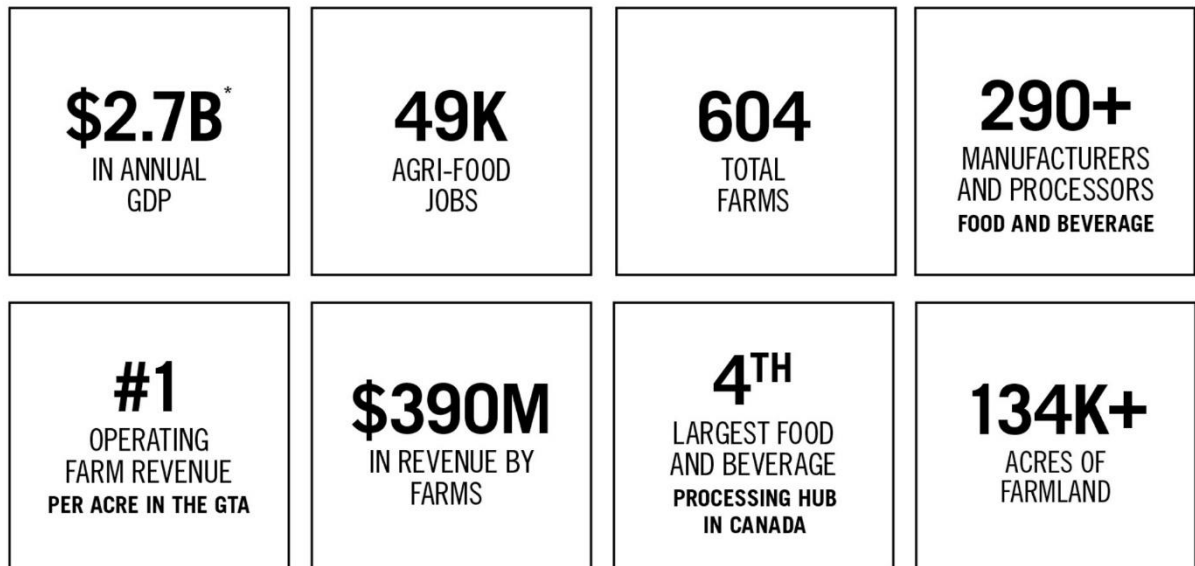 $2.7B*
IN ANNUAL
GDP
49K
AGRI-FOOD
JOBS
604
TOTAL
FARMS
290+
MANUFACTURERS
AND PROCESSORS
FOOD AND BEVERAGE
#1
OPERATING
FARM REVENUE
PER ACRE IN THE GTA
$390M
IN REVENUE BY
FARMS
4TH
LARGEST FOOD
AND BEVERAGE
PROCESSING HUB
IN CANADA
134K+
ACRES OF
FARMLAND